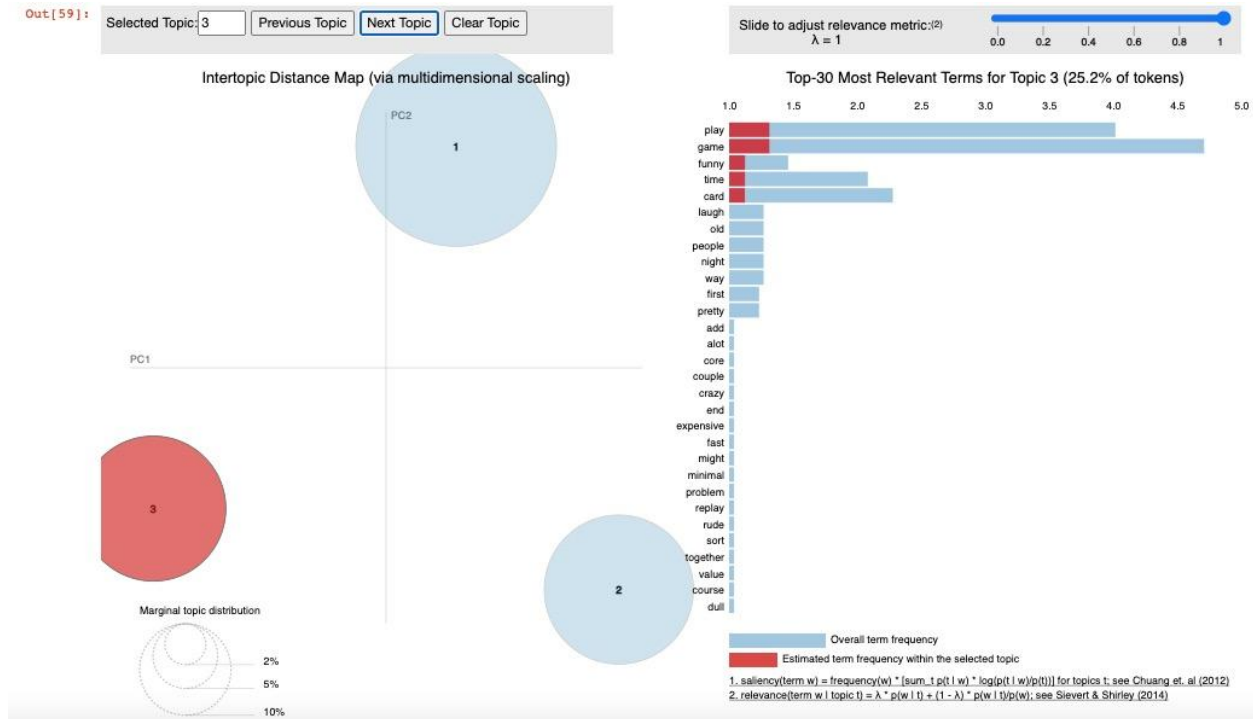 Out[59]:
Selected Topic: 3 Previous Topic Next Topic Clear Topic
Slide to adjust relevance metric:(2)
λ = 1
0.0 0.2 0.4 0.6 0.8 1
Intertopic Distance Map (via multidimensional scaling)
PC2
1
PC1
3
2
Marginal topic distribution
2%
5%
10%
Top-30 Most Relevant Terms for Topic 3 (25.2% of tokens)
1.0 1.5 2.0 2.5 3.0 3.5 4.0 4.5 5.0
play
game
funny
time
card
laugh
old
people
night
way
first
pretty
add
alot
core
couple
crazy
end
expensive
fast
might
minimal
problem
replay
rude
sort
together
value
course
dull
Overall term frequency
Estimated term frequency within the selected topic
1. saliency(term w) = frequency(w) * [sum_t p(t | w) * log(p(t | w)/p(t))] for topics t; see Chuang et. al (2012)
2. relevance(term w | topic t) = λ * p(w | t) + (1 - λ) * p(w | t)/p(w); see Sievert & Shirley (2014)